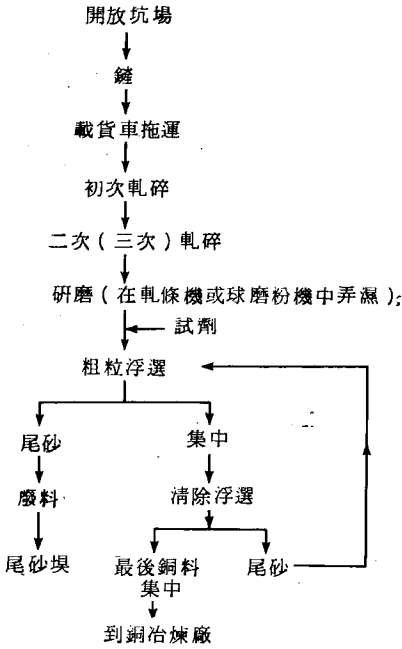 開放坑場
鏟
載貨車拖運
初次軋碎
二次(三次)軋碎
研磨(在軋條機或球磨粉機中弄濕);
試劑
粗粒浮選
尾砂
集中
廢料
清除浮選
尾砂埧
最後銅料
集中
尾砂
到銅冶煉廠